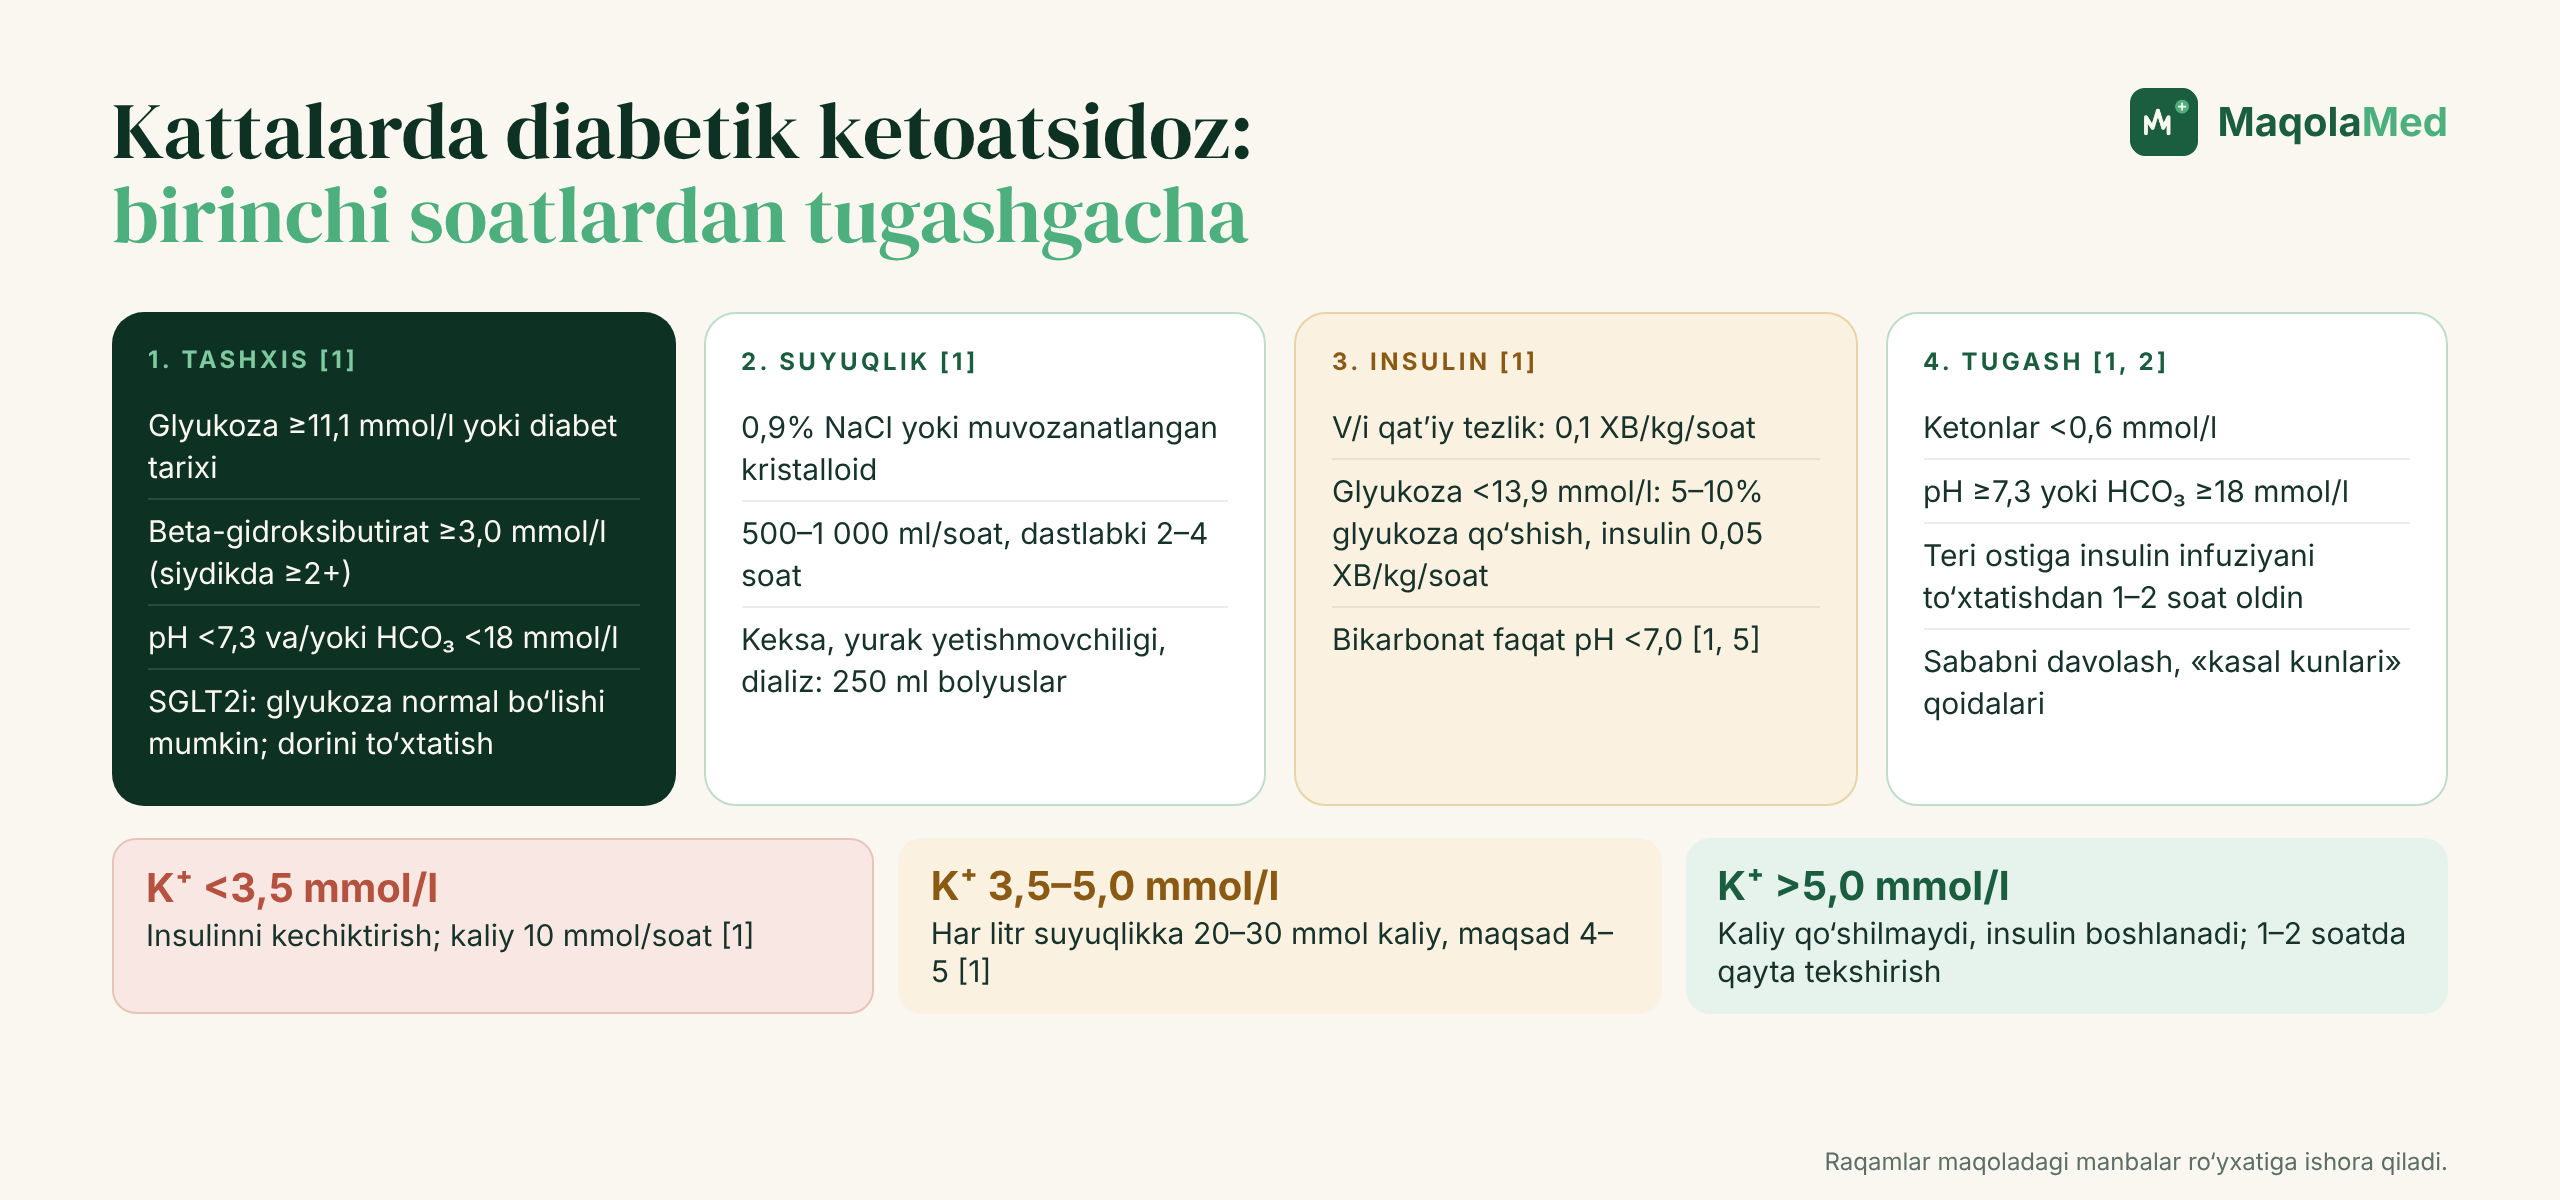 Kattalarda diabetik ketoatsidoz:
birinchi soatlardan tugashgacha
MaqolaMed
1. TASHXIS [1]
Glyukoza ≥11,1 mmol/l yoki diabet
tarixi
Beta-gidroksibutirat ≥3,0 mmol/l
(siydikda ≥2+)
pH <7,3 va/yoki HCO₃ <18 mmol/l
SGLT2i: glyukoza normal bo‘lishi
mumkin; dorini to‘xtatish
2. SUYUQLIK [1]
0,9% NaCl yoki muvozanatlangan
kristalloid
500–1 000 ml/soat, dastlabki 2–4
soat
Keksa, yurak yetishmovchiligi,
dializ: 250 ml bolyuslar
3. INSULIN [1]
V/i qat’iy tezlik: 0,1 XB/kg/soat
Glyukoza <13,9 mmol/l: 5–10%
glyukoza qo‘shish, insulin 0,05
XB/kg/soat
Bikarbonat faqat pH <7,0 [1, 5]
4. TUGASH [1, 2]
Ketonlar <0,6 mmol/l
pH ≥7,3 yoki HCO₃ ≥18 mmol/l
Teri ostiga insulin infuziyani
to‘xtatishdan 1–2 soat oldin
Sababni davolash, «kasal kunlari»
qoidalari
K⁺ <3,5 mmol/l
Insulinni kechiktirish; kaliy 10 mmol/soat [1]
K⁺ 3,5–5,0 mmol/l
Har litr suyuqlikka 20–30 mmol kaliy, maqsad 4–
5 [1]
K⁺ >5,0 mmol/l
Kaliy qo‘shilmaydi, insulin boshlanadi; 1–2 soatda
qayta tekshirish
Raqamlar maqoladagi manbalar ro‘yxatiga ishora qiladi.